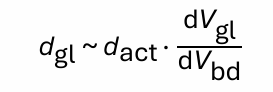 d_gl ~ d_act · dV_gl / dV_bd